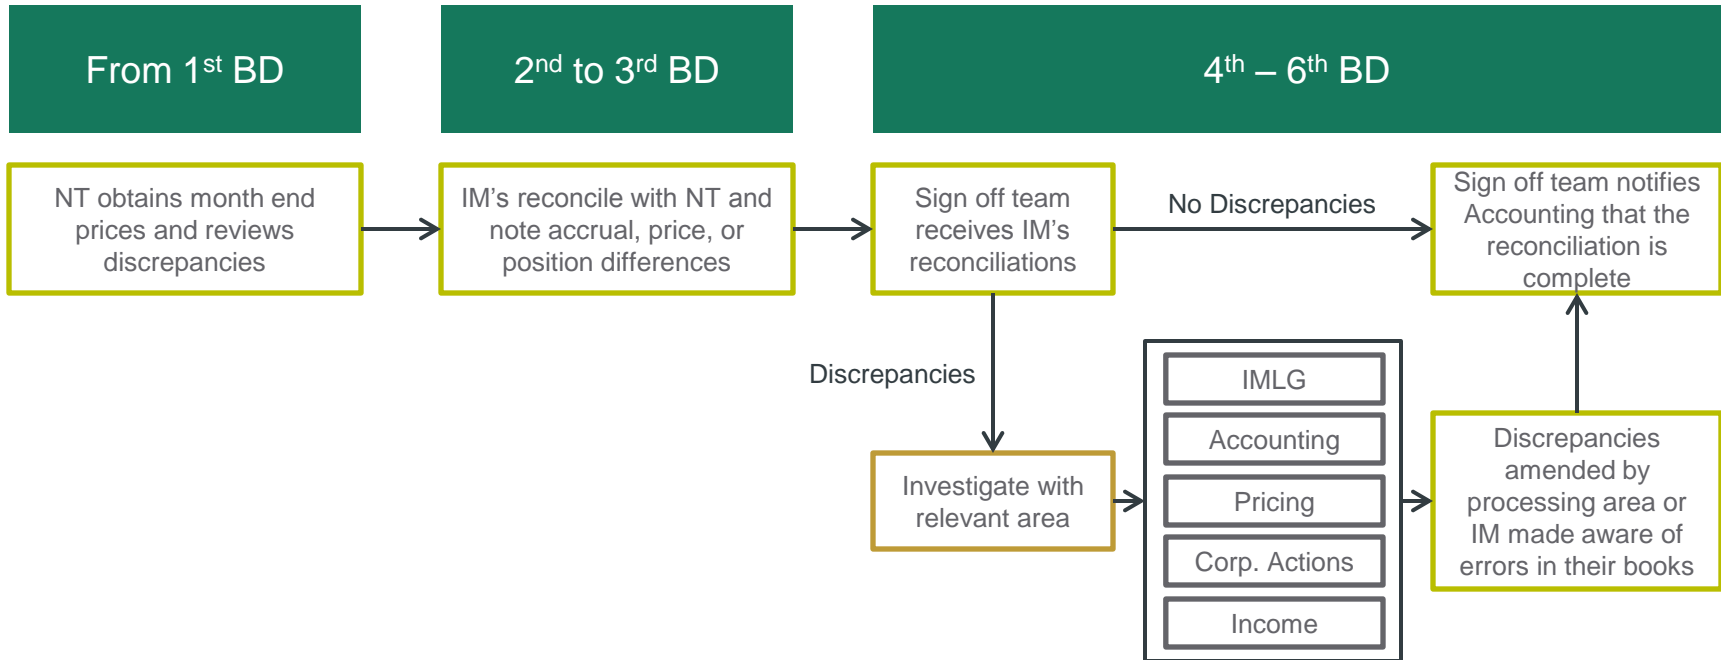 From 1st BD
2nd to 3rd BD
4th – 6th BD
NT obtains month end
prices and reviews
discrepancies
IM's reconcile with NT and
note accrual, price, or
position differences
Sign off team
receives IM's
reconciliations
No Discrepancies
Sign off team notifies
Accounting that the
reconciliation is
complete
Discrepancies
Investigate with
relevant area
IMLG
Accounting
Pricing
Corp. Actions
Income
Discrepancies
amended by
processing area or
IM made aware of
errors in their books